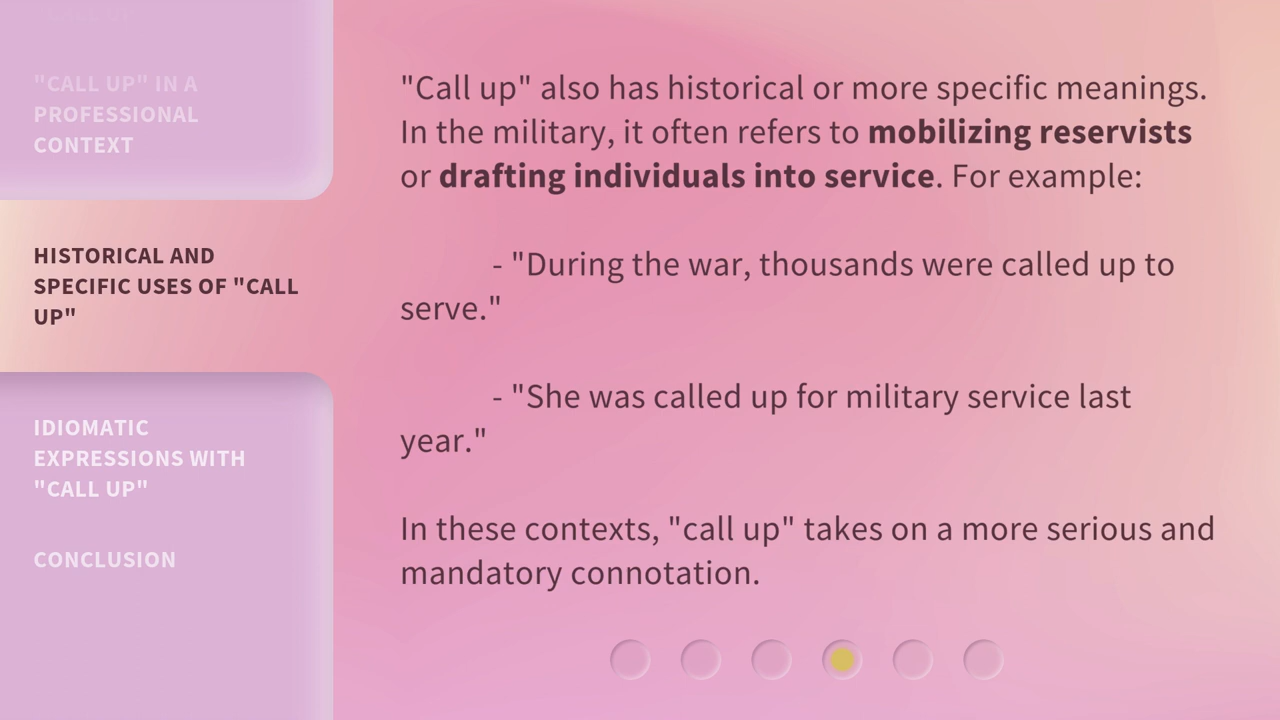 "CALL UP" IN A
PROFESSIONAL
CONTEXT
HISTORICAL AND
SPECIFIC USES OF "CALL
UP"
IDIOMATIC
EXPRESSIONS WITH
"CALL UP"
CONCLUSION
"Call up" also has historical or more specific meanings.
In the military, it often refers to mobilizing reservists
or drafting individuals into service. For example:
- "During the war, thousands were called up to
serve."
- "She was called up for military service last
year."
In these contexts, "call up" takes on a more serious and
mandatory connotation.